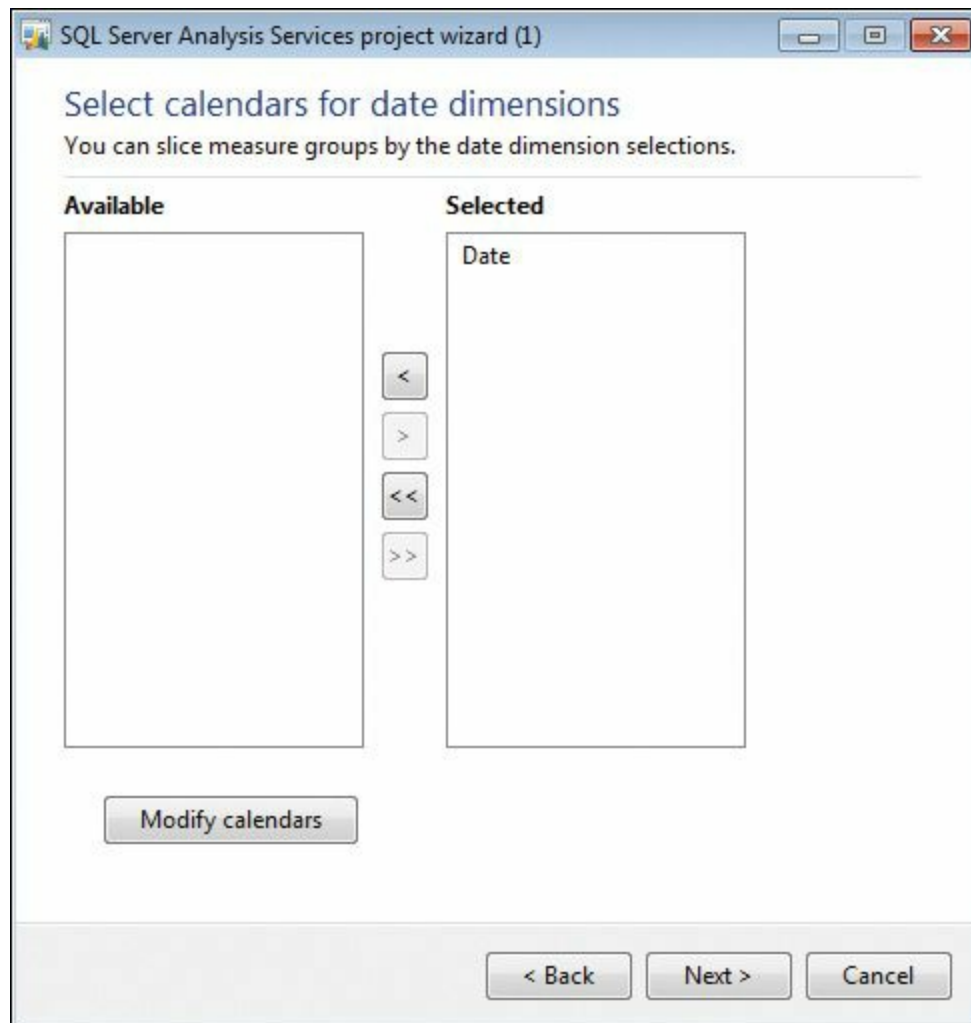 SQL Server Analysis Services project wizard (1)
Select calendars for date dimensions
You can slice measure groups by the date dimension selections.
Available
Selected
Date
<
>
<<
>>
Modify calendars
< Back
Next >
Cancel